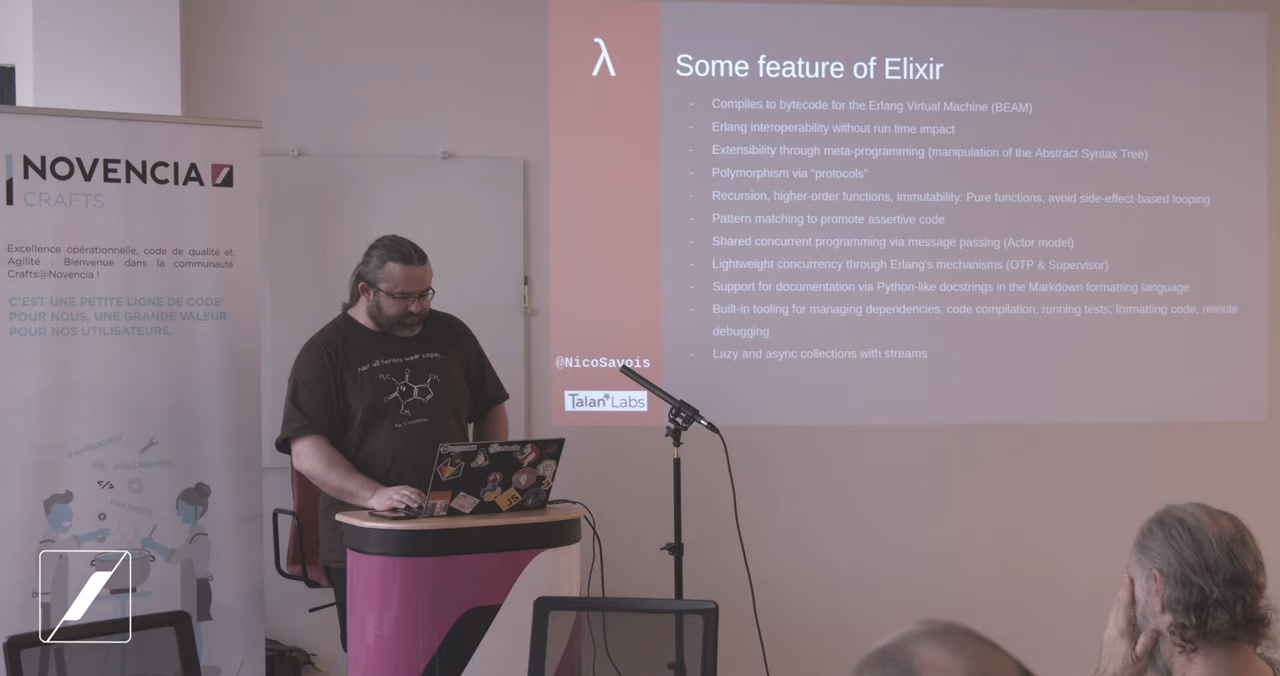 NOVENCIA
CRAFTS
Excellence opérationnelle, code de qualité et
Agilité : Bienvenue dans la communauté
Crafts@Novencia !
C'EST UNE PETITE LIGNE DE CODE
POUR NOUS, UNE GRANDE VALEUR
POUR NOS UTILISATEURS.
COLLABORER
</>
Not all heroes wear capes...
H₃C
CH₃
CH₃
JS
λ
Some feature of Elixir
- Compiles to bytecode for the Erlang Virtual Machine (BEAM)
- Erlang interoperability without run time impact
- Extensibility through meta-programming (manipulation of the Abstract Syntax Tree)
- Polymorphism via "protocols"
- Recursion, higher-order functions, immutability: Pure functions, avoid side-effect-based looping
- Pattern matching to promote assertive code
- Shared concurrent programming via message passing (Actor model)
- Lightweight concurrency through Erlang's mechanisms (OTP & Supervisor)
- Support for documentation via Python-like docstrings in the Markdown formatting language
- Built-in tooling for managing dependencies, code compilation, running tests, formatting code, remote
debugging
- Lazy and async collections with streams
@NicoSavois
Talan Labs